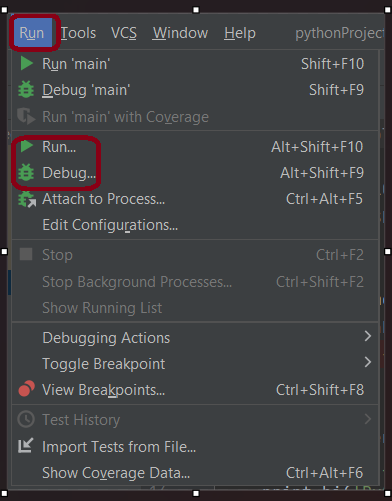 Run Tools VCS Window Help pythonProjec
Run 'main' Shift+F10
Debug 'main' Shift+F9
Run 'main' with Coverage
Run... Alt+Shift+F10
Debug... Alt+Shift+F9
Attach to Process... Ctrl+Alt+F5
Edit Configurations...
Stop Ctrl+F2
Stop Background Processes... Ctrl+Shift+F2
Show Running List
Debugging Actions
Toggle Breakpoint
View Breakpoints... Ctrl+Shift+F8
Test History
Import Tests from File...
Show Coverage Data... Ctrl+Alt+F6